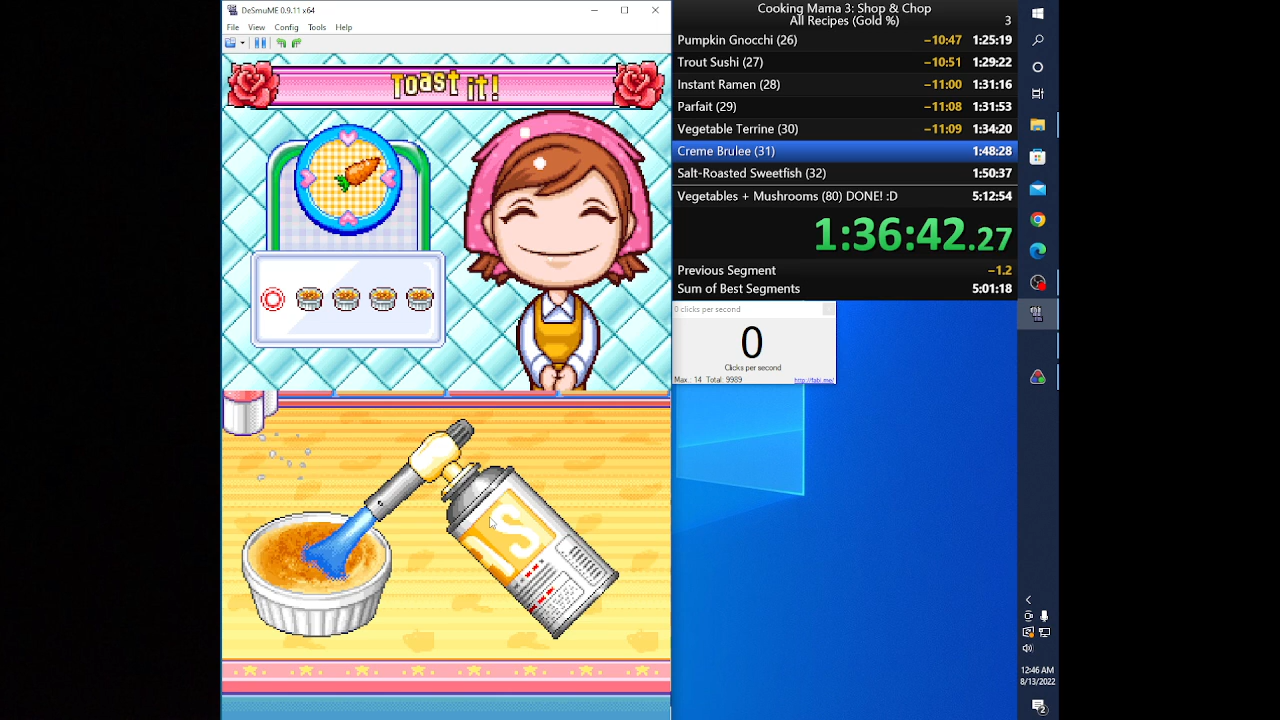 DeSmuME 0.9.11 x64
File View Config Tools Help
Toast it!
Cooking Mama 3: Shop & Chop
All Recipes (Gold %) 3
Pumpkin Gnocchi (26) −10:47 1:25:19
Trout Sushi (27) −10:51 1:29:22
Instant Ramen (28) −11:00 1:31:16
Parfait (29) −11:08 1:31:53
Vegetable Terrine (30) −11:09 1:34:20
Creme Brulee (31) 1:48:28
Salt-Roasted Sweetfish (32) 1:50:37
Vegetables + Mushrooms (80) DONE! :D 5:12:54
1:36:42.27
Previous Segment −1.2
Sum of Best Segments 5:01:18
0 clicks per second
0
Clicks per second
Max.: 14 Total: 9989 http://fabi.me/
12:46 AM
8/13/2022
2